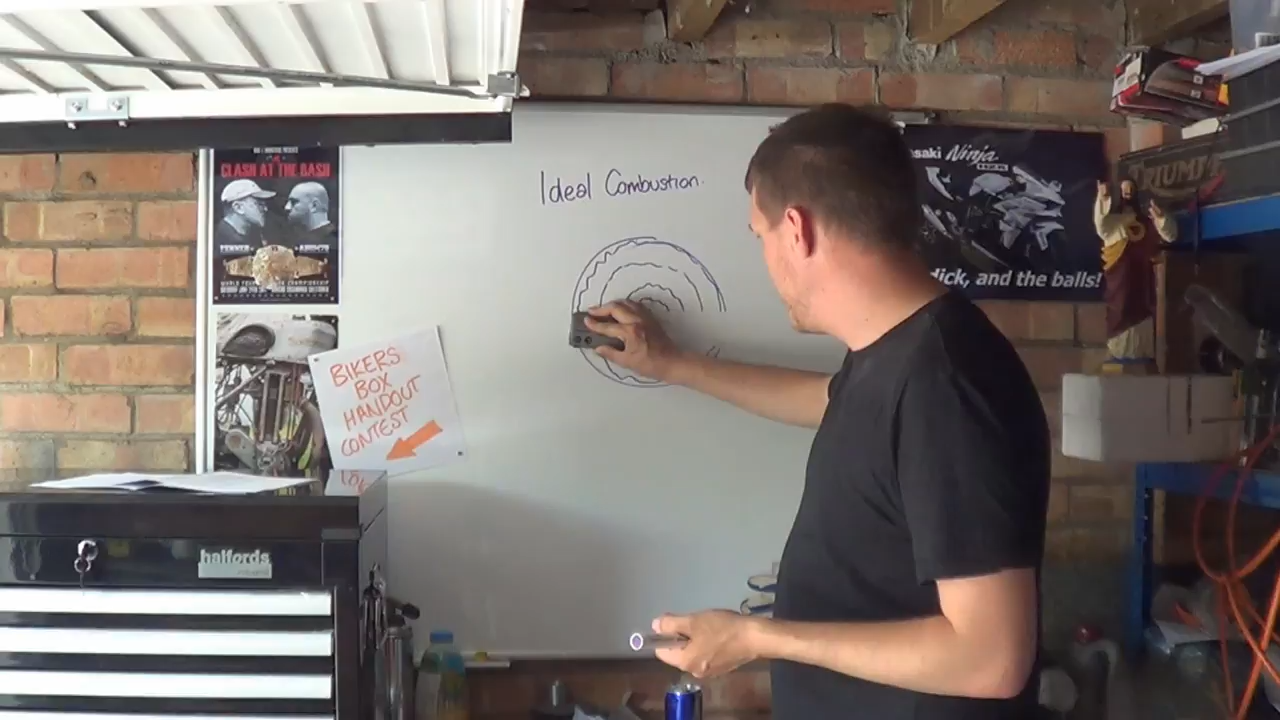 CLASH AT THE BASH
Ideal Combustion.
BIKERS
BOX
HANDOUT
CONTEST
halfords
Ninja
dick, and the balls!
TRIUMPH